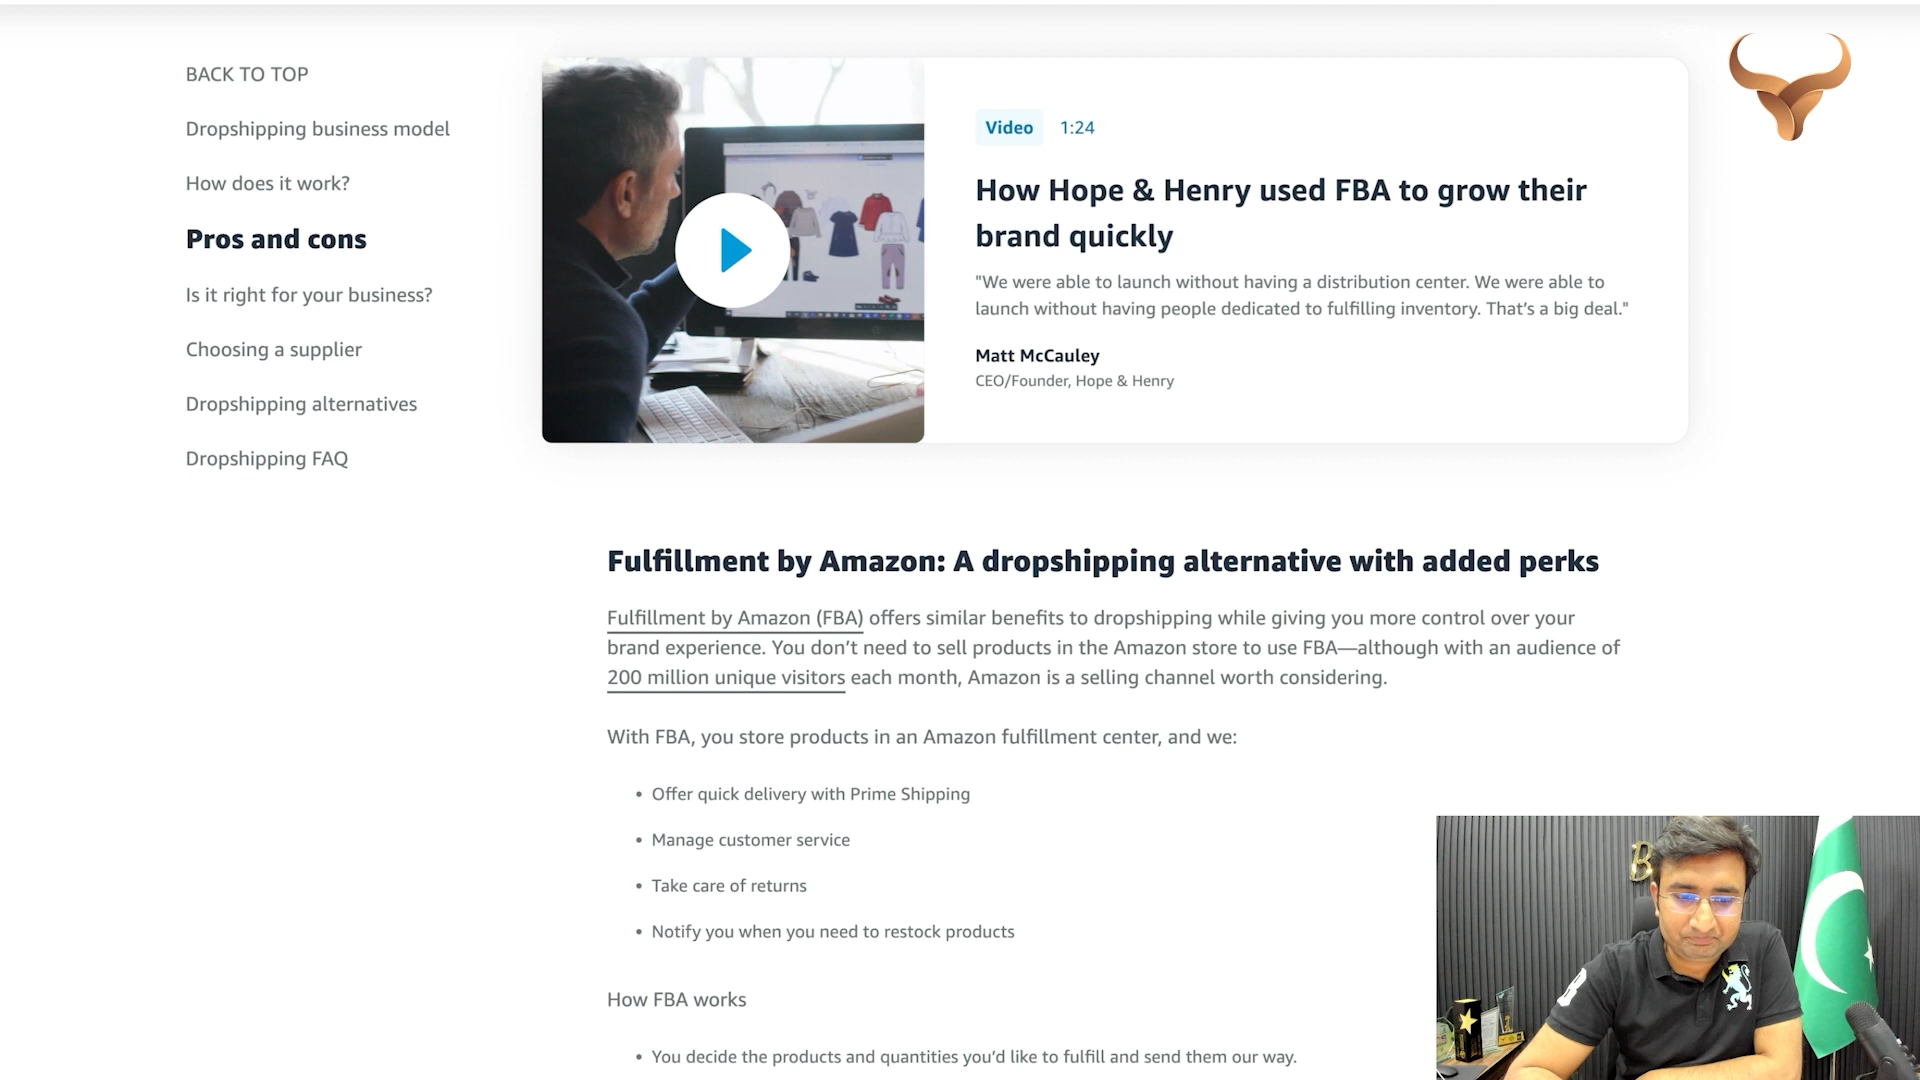 BACK TO TOP
Dropshipping business model
How does it work?
Pros and cons
Is it right for your business?
Choosing a supplier
Dropshipping alternatives
Dropshipping FAQ
Video 1:24
How Hope & Henry used FBA to grow their
brand quickly
"We were able to launch without having a distribution center. We were able to
launch without having people dedicated to fulfilling inventory. That’s a big deal."
Matt McCauley
CEO/Founder, Hope & Henry
Fulfillment by Amazon: A dropshipping alternative with added perks
Fulfillment by Amazon (FBA) offers similar benefits to dropshipping while giving you more control over your
brand experience. You don’t need to sell products in the Amazon store to use FBA—although with an audience of
200 million unique visitors each month, Amazon is a selling channel worth considering.
With FBA, you store products in an Amazon fulfillment center, and we:
• Offer quick delivery with Prime Shipping
• Manage customer service
• Take care of returns
• Notify you when you need to restock products
How FBA works
• You decide the products and quantities you’d like to fulfill and send them our way.
B